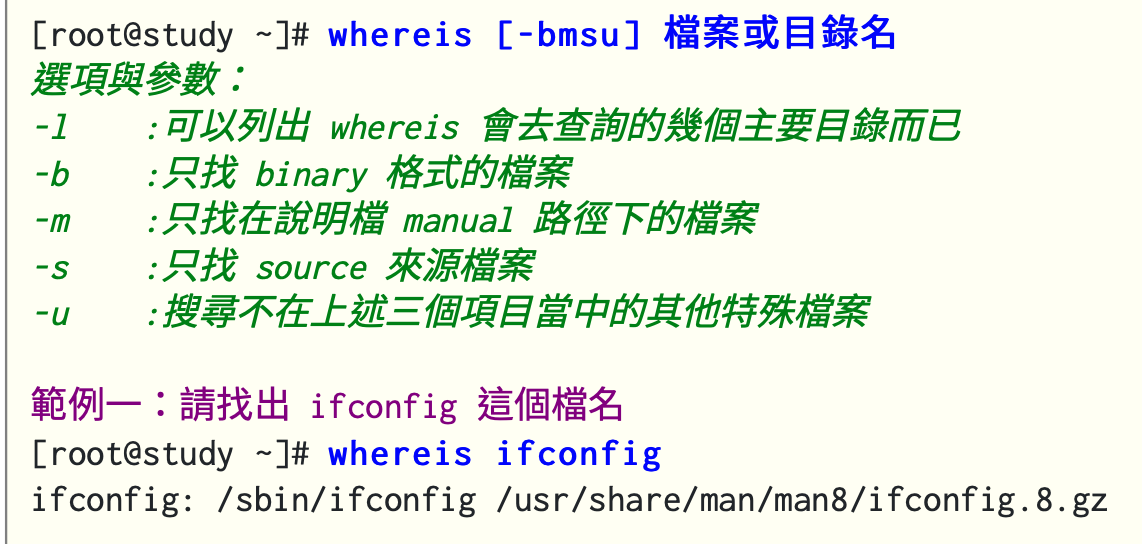 [root@study ~]# whereis [-bmsu] 檔案或目錄名
選項與參數：
-l    :可以列出 whereis 會去查詢的幾個主要目錄而已
-b    :只找 binary 格式的檔案
-m    :只找在說明檔 manual 路徑下的檔案
-s    :只找 source 來源檔案
-u    :搜尋不在上述三個項目當中的其他特殊檔案
範例一：請找出 ifconfig 這個檔名
[root@study ~]# whereis ifconfig
ifconfig: /sbin/ifconfig /usr/share/man/man8/ifconfig.8.gz